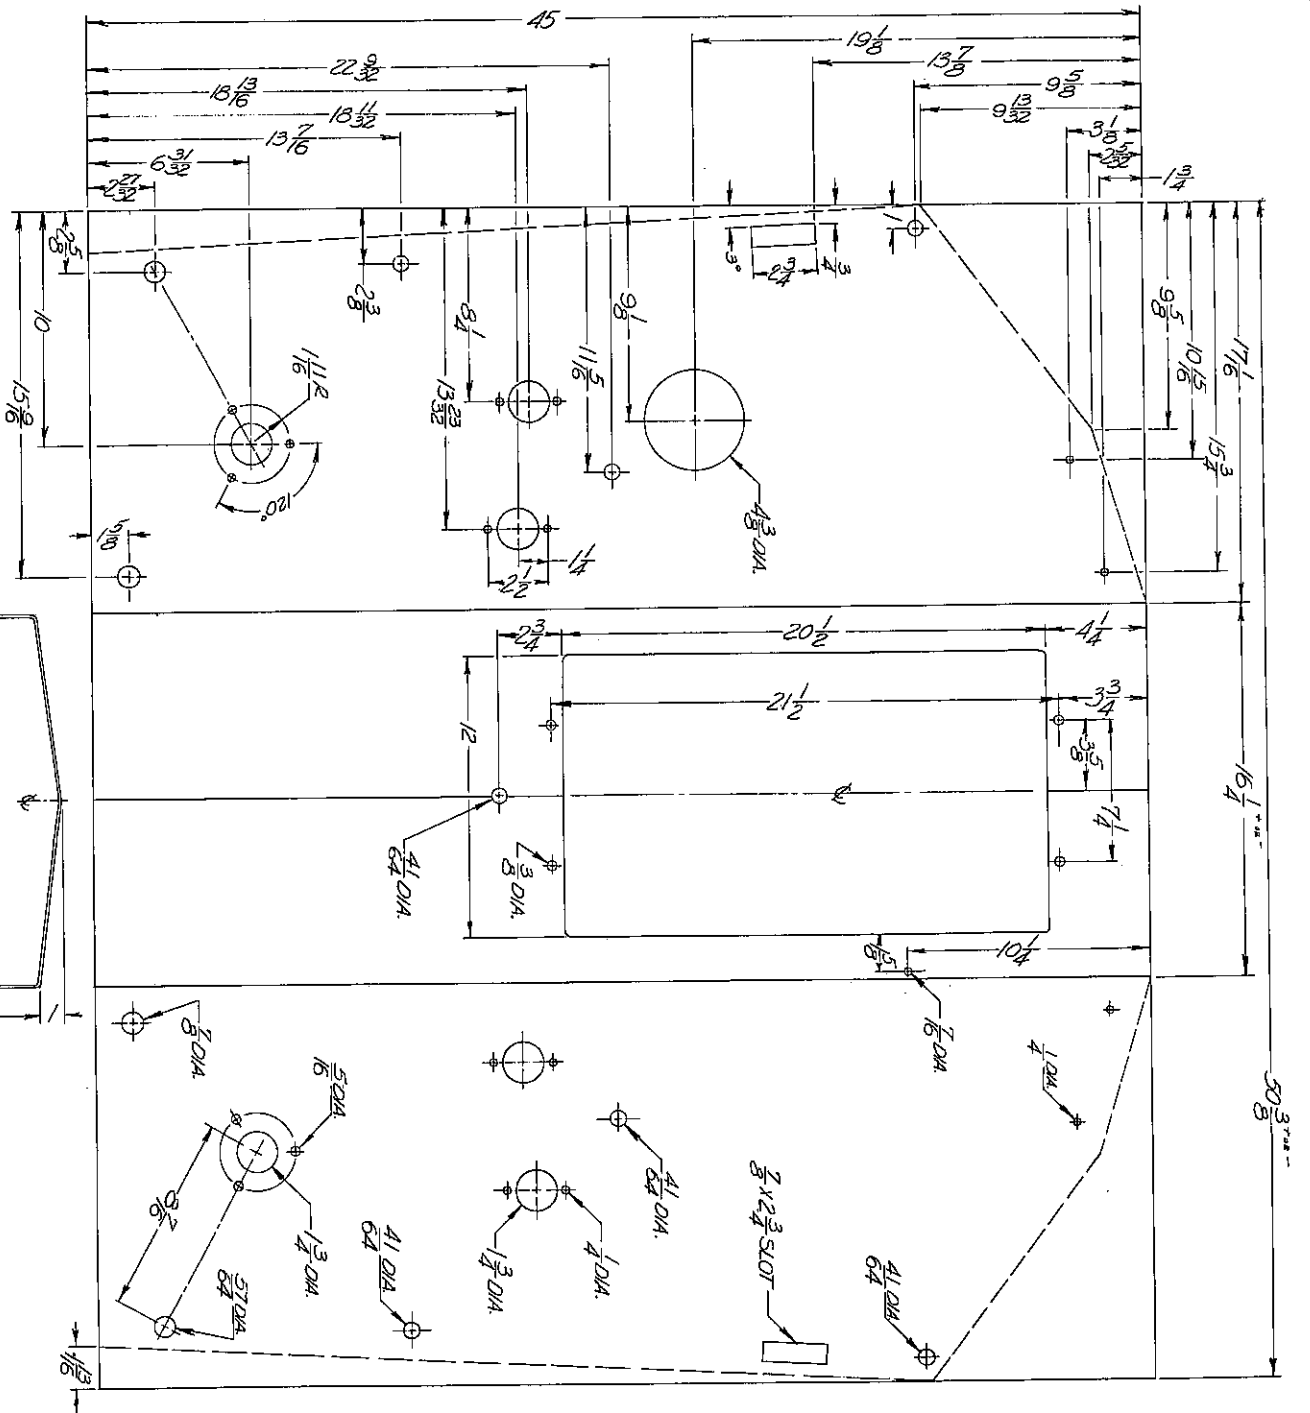 45
19 1/8
13 7/8
22 9/32
9 5/8
18 13/16
9 13/32
18 11/32
3 1/8
13 7/16
2 5/32
6 31/32
1 3/4
2 27/32
2 5/8
10
15 9/16
2 3/8
8 1/4
13 23/32
11 5/16
9 1/8
3°
2 3/4
3/4
1
9 5/8
10 15/16
15 3/4
17 1/16
1 11/16 R
120°
1 5/8
4 3/8 DIA.
1 1/4
2 1/2
2 3/4
20 1/2
4 1/4
21 1/2
3 3/4
12
3 5/8
7 1/4
16 1/4 + OR -
℄
℄
41/64 DIA.
3/8 DIA.
1 5/8
10 1/4
1
7/8 DIA.
7/16 DIA.
1/4 DIA.
5/16 DIA.
50 3/8 + OR -
41/64 DIA.
7/8 X 2 3/4 SLOT
8 7/16
1 3/4 DIA.
41/64 DIA.
1 3/4 DIA.
1/4 DIA.
41/64 DIA.
57/64 DIA.
1 13/16